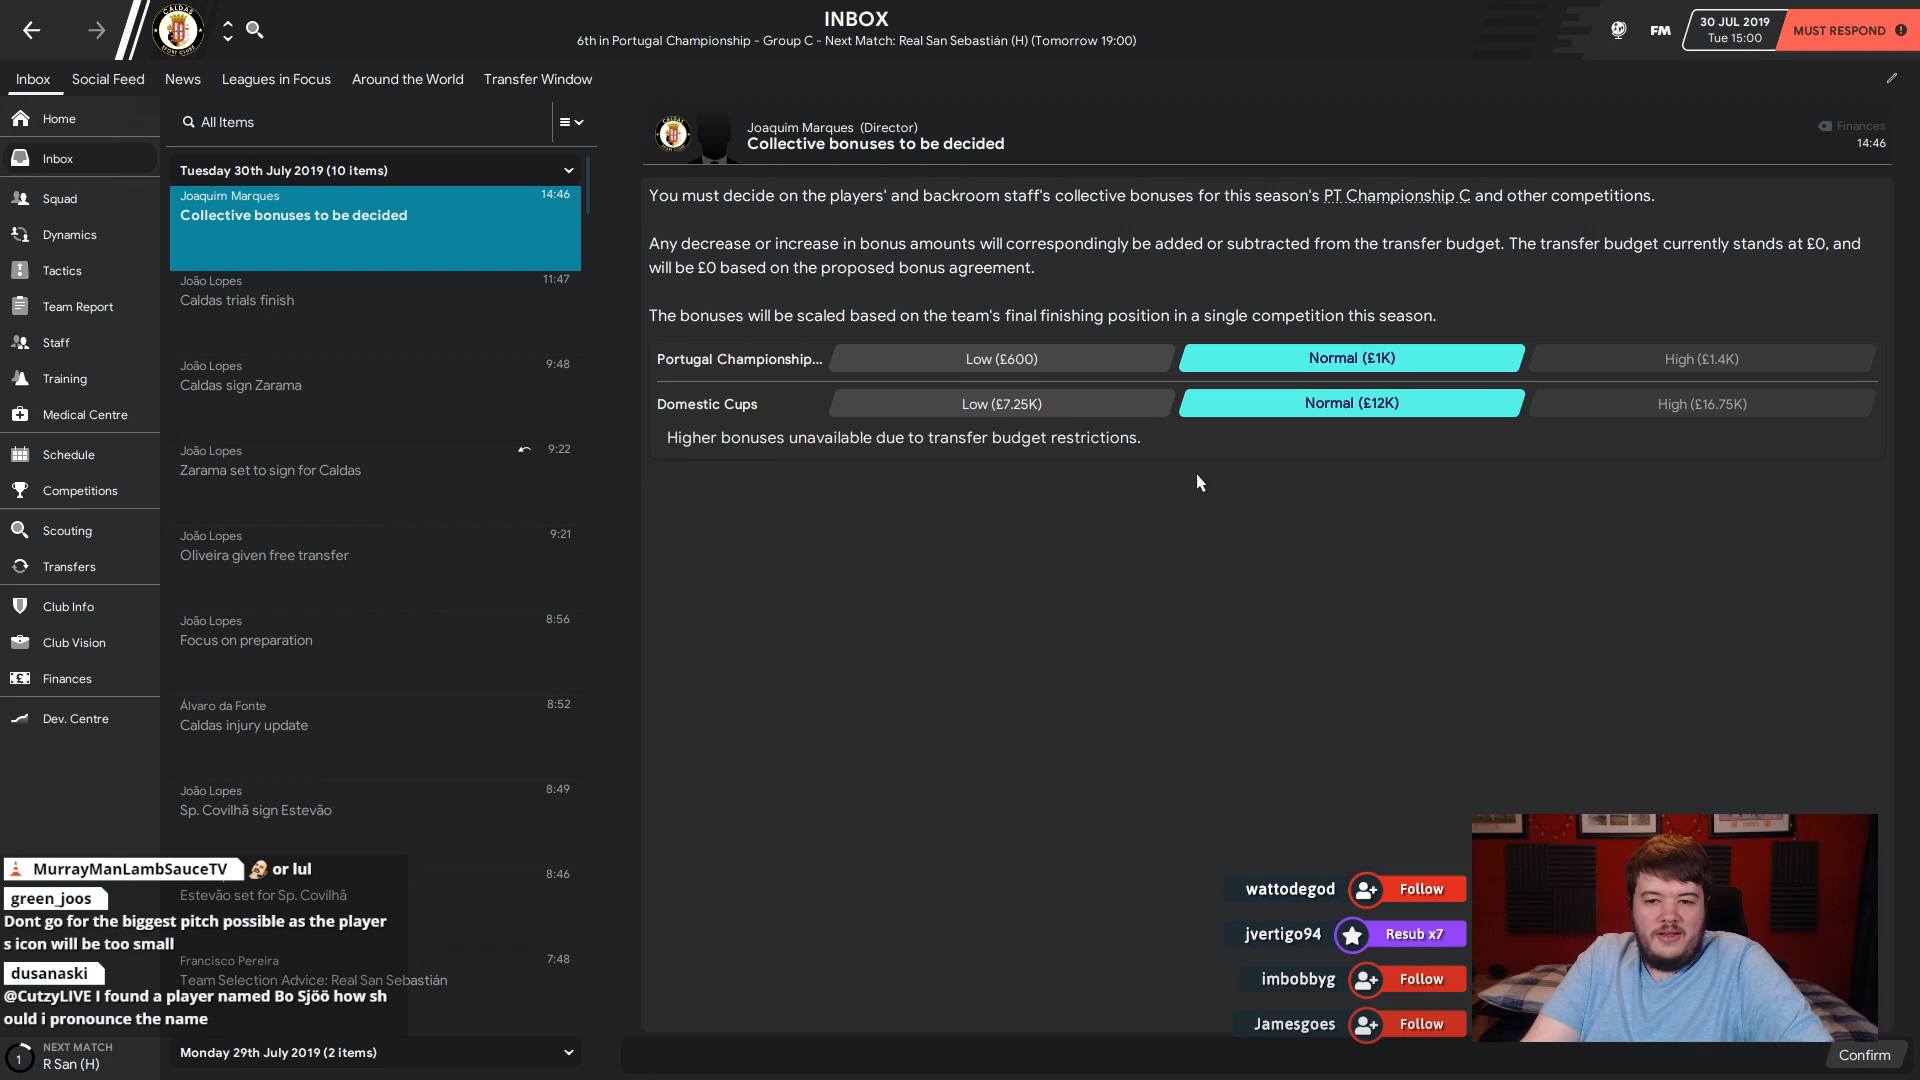 CALDAS
SPORT CLUBE
INBOX
6th in Portugal Championship - Group C - Next Match: Real San Sebastián (H) (Tomorrow 19:00)
FM
30 JUL 2019
Tue 15:00
MUST RESPOND
Inbox
Social Feed
News
Leagues in Focus
Around the World
Transfer Window
Home
Inbox
Squad
Dynamics
Tactics
Team Report
Staff
Training
Medical Centre
Schedule
Competitions
Scouting
Transfers
Club Info
Club Vision
Finances
Dev. Centre
All Items
Tuesday 30th July 2019 (10 items)
Joaquim Marques 14:46
Collective bonuses to be decided
João Lopes 11:47
Caldas trials finish
João Lopes 9:48
Caldas sign Zarama
João Lopes 9:22
Zarama set to sign for Caldas
João Lopes 9:21
Oliveira given free transfer
João Lopes 8:56
Focus on preparation
Álvaro da Fonte 8:52
Caldas injury update
João Lopes 8:49
Sp. Covilhã sign Estevão
8:46
Estevão set for Sp. Covilhã
Francisco Pereira 7:48
Team Selection Advice: Real San Sebastián
Monday 29th July 2019 (2 items)
Joaquim Marques (Director)
Collective bonuses to be decided
Finances
14:46
You must decide on the players' and backroom staff's collective bonuses for this season's PT Championship C and other competitions.
Any decrease or increase in bonus amounts will correspondingly be added or subtracted from the transfer budget. The transfer budget currently stands at £0, and
will be £0 based on the proposed bonus agreement.
The bonuses will be scaled based on the team's final finishing position in a single competition this season.
Portugal Championship... Low (£600) Normal (£1K) High (£1.4K)
Domestic Cups Low (£7.25K) Normal (£12K) High (£16.75K)
Higher bonuses unavailable due to transfer budget restrictions.
MurrayManLambSauceTV or lul
green_joos
Dont go for the biggest pitch possible as the player
s icon will be too small
dusanaski
@CutzyLIVE I found a player named Bo Sjöö how sh
ould i pronounce the name
1
NEXT MATCH
R San (H)
wattodegod Follow
jvertigo94 Resub x7
imbobbyg Follow
Jamesgoes Follow
Confirm